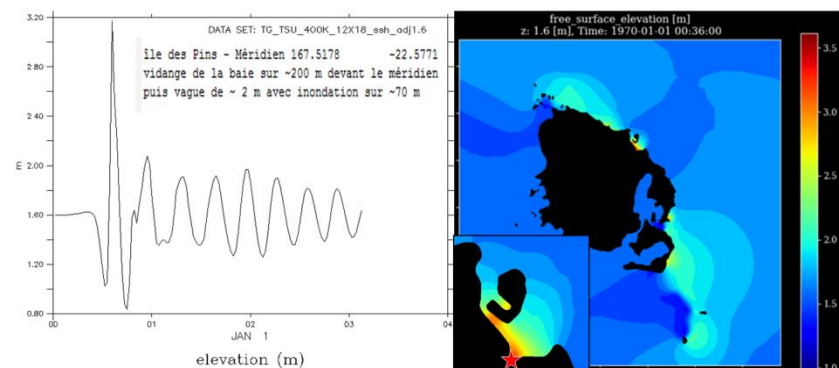 DATA SET: TG_TSU_400K_12X18_ssh_adj1.6
île des Pins - Méridien 167.5178 -22.5771
vidange de la baie sur ~200 m devant le méridien
puis vague de ~ 2 m avec inondation sur ~70 m
3.20
2.80
2.40
m
2.00
1.60
1.20
0.80
00 01 02 03 04
JAN 1
elevation (m)
free_surface_elevation [m]
z: 1.6 [m], Time: 1970-01-01 00:36:00
3.5
3.0
2.5
2.0
1.5
1.0